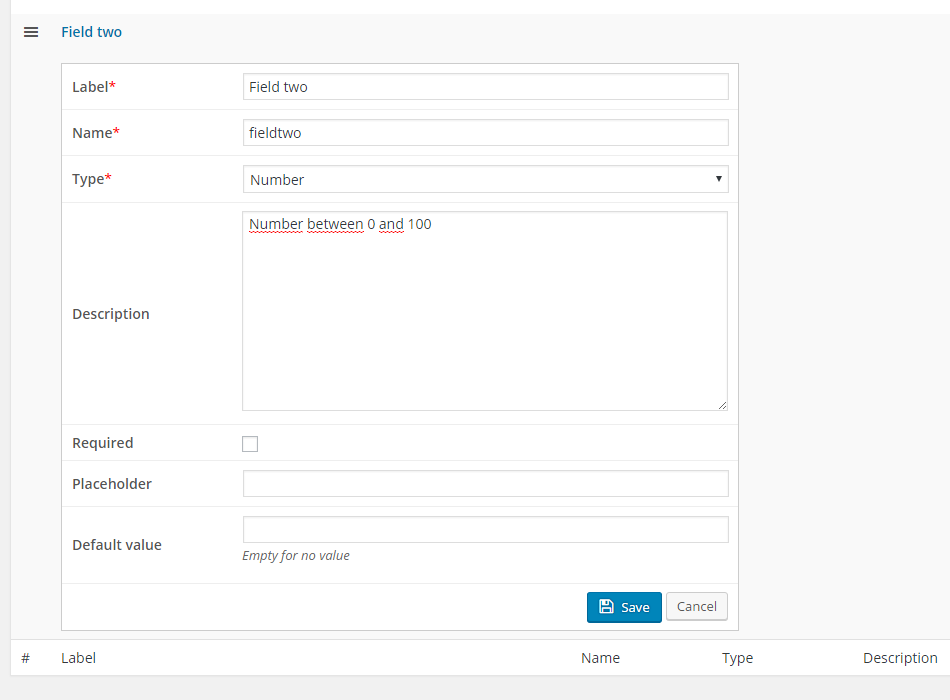 Field two
Label* Field two
Name* fieldtwo
Type* Number
Number between 0 and 100
Description
Required
Placeholder
Default value
Empty for no value
Save Cancel
# Label Name Type Description